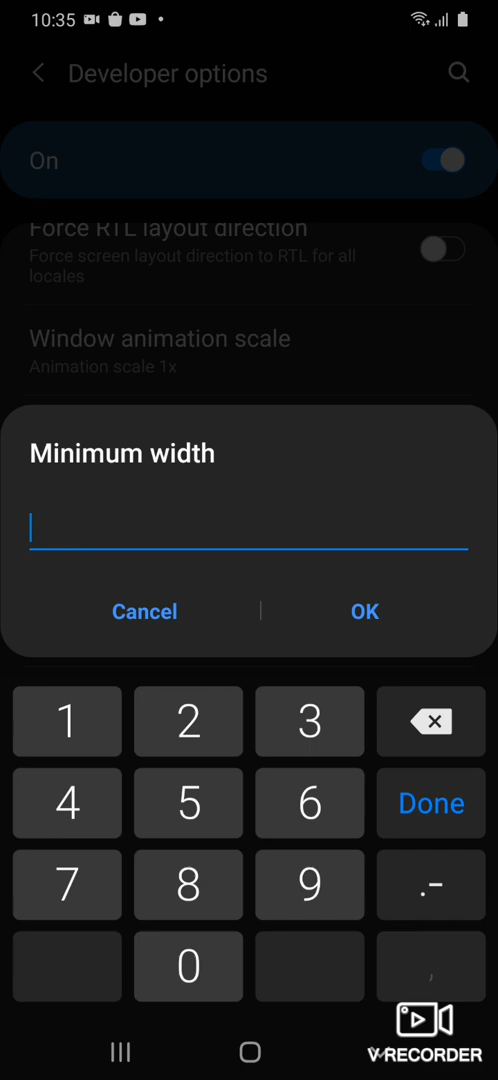 10:35
Developer options
On
Force RTL layout direction
Force screen layout direction to RTL for all
locales
Window animation scale
Animation scale 1x
Minimum width
Cancel
OK
1 2 3
4 5 6 Done
7 8 9 .-
0 ,
V-RECORDER